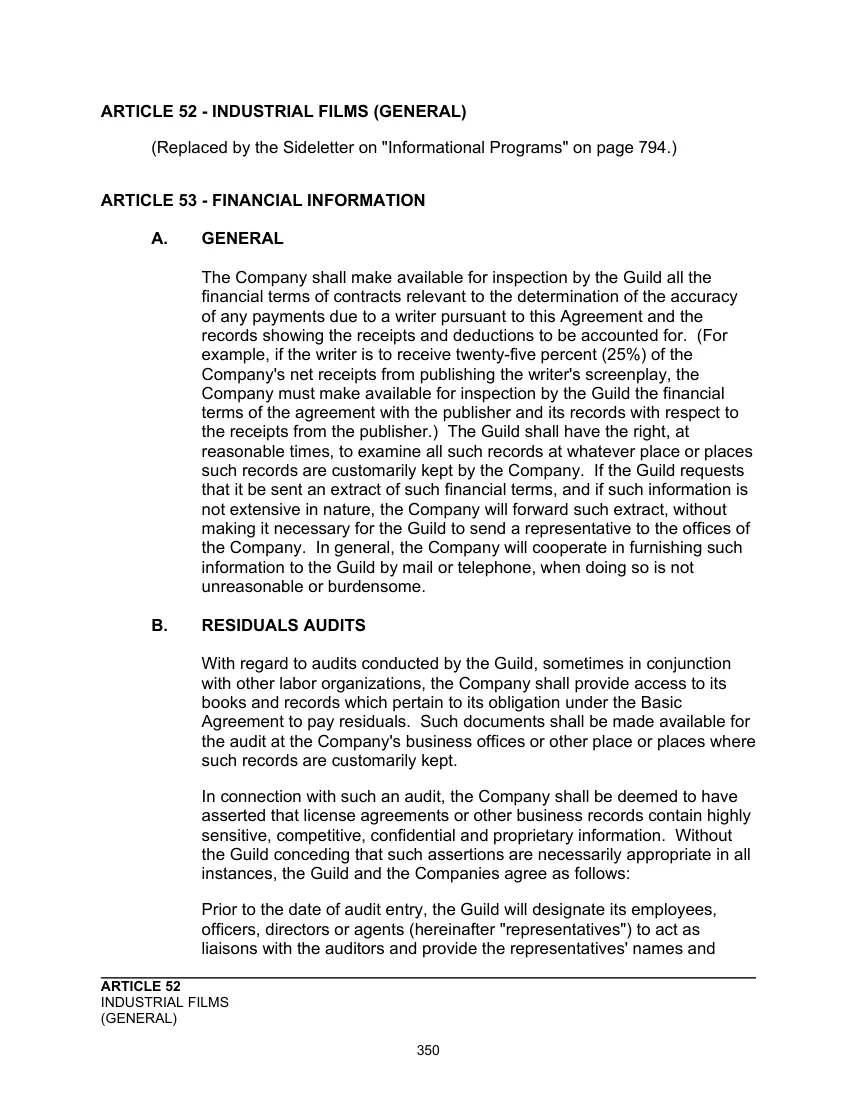 ARTICLE 52 - INDUSTRIAL FILMS (GENERAL)
(Replaced by the Sideletter on "Informational Programs" on page 794.)
ARTICLE 53 - FINANCIAL INFORMATION
A. GENERAL
The Company shall make available for inspection by the Guild all the
financial terms of contracts relevant to the determination of the accuracy
of any payments due to a writer pursuant to this Agreement and the
records showing the receipts and deductions to be accounted for.  (For
example, if the writer is to receive twenty-five percent (25%) of the
Company's net receipts from publishing the writer's screenplay, the
Company must make available for inspection by the Guild the financial
terms of the agreement with the publisher and its records with respect to
the receipts from the publisher.)  The Guild shall have the right, at
reasonable times, to examine all such records at whatever place or places
such records are customarily kept by the Company.  If the Guild requests
that it be sent an extract of such financial terms, and if such information is
not extensive in nature, the Company will forward such extract, without
making it necessary for the Guild to send a representative to the offices of
the Company.  In general, the Company will cooperate in furnishing such
information to the Guild by mail or telephone, when doing so is not
unreasonable or burdensome.
B. RESIDUALS AUDITS
With regard to audits conducted by the Guild, sometimes in conjunction
with other labor organizations, the Company shall provide access to its
books and records which pertain to its obligation under the Basic
Agreement to pay residuals.  Such documents shall be made available for
the audit at the Company's business offices or other place or places where
such records are customarily kept.
In connection with such an audit, the Company shall be deemed to have
asserted that license agreements or other business records contain highly
sensitive, competitive, confidential and proprietary information.  Without
the Guild conceding that such assertions are necessarily appropriate in all
instances, the Guild and the Companies agree as follows:
Prior to the date of audit entry, the Guild will designate its employees,
officers, directors or agents (hereinafter "representatives") to act as
liaisons with the auditors and provide the representatives' names and
ARTICLE 52
INDUSTRIAL FILMS
(GENERAL)
350